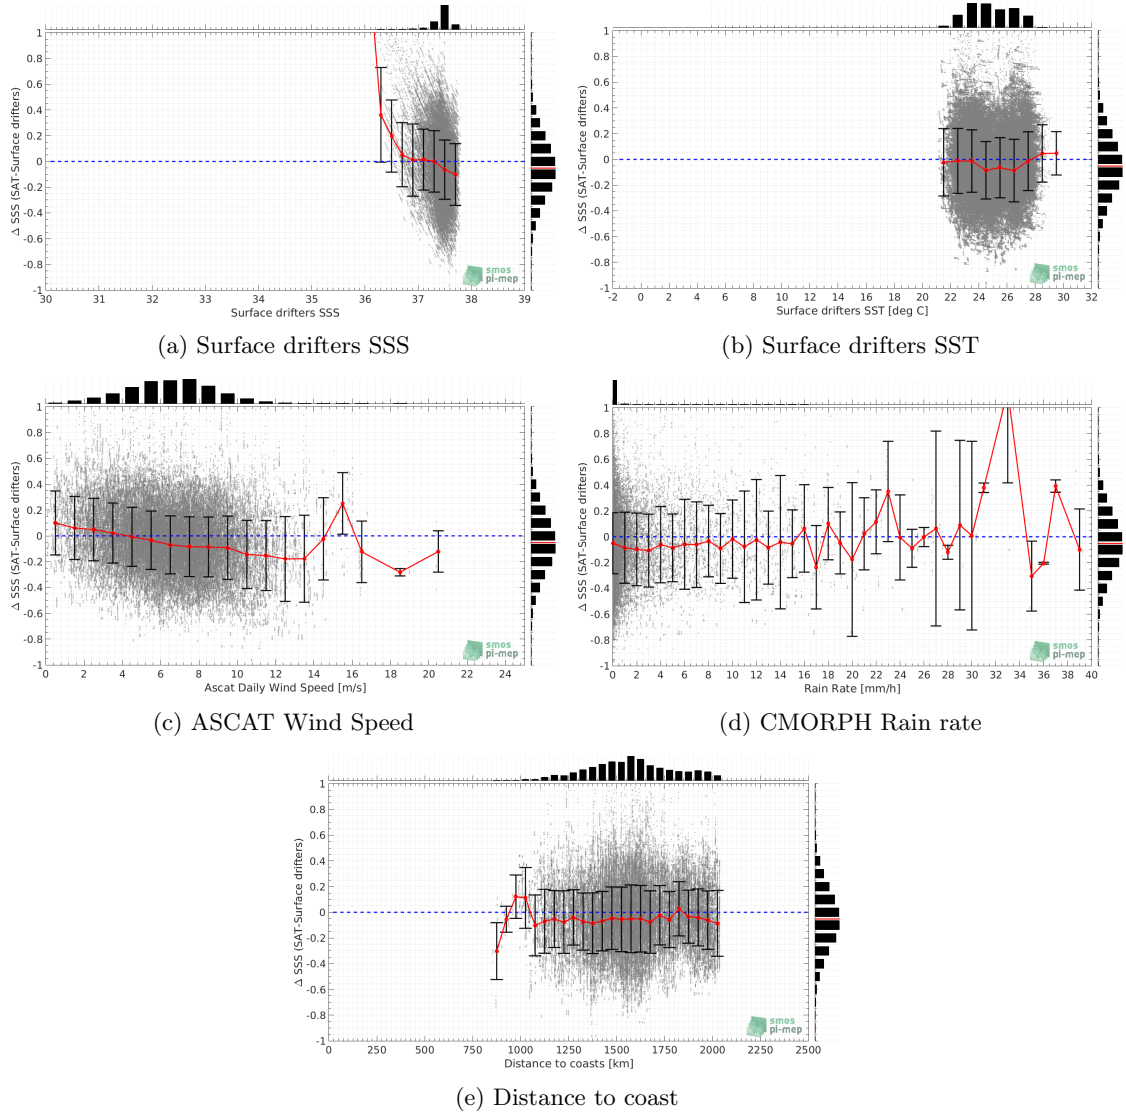 1
0.8
0.6
0.4
0.2
0
-0.2
-0.4
-0.6
-0.8
-1
Δ SSS (SAT-Surface drifters)
30 31 32 33 34 35 36 37 38 39
Surface drifters SSS
smos
pi-mep
(a) Surface drifters SSS
1
0.8
0.6
0.4
0.2
0
-0.2
-0.4
-0.6
-0.8
-1
Δ SSS (SAT-Surface drifters)
-2 0 2 4 6 8 10 12 14 16 18 20 22 24 26 28 30 32
Surface drifters SST [deg C]
smos
pi-mep
(b) Surface drifters SST
1
0.8
0.6
0.4
0.2
0
-0.2
-0.4
-0.6
-0.8
-1
Δ SSS (SAT-Surface drifters)
0 2 4 6 8 10 12 14 16 18 20 22 24
Ascat Daily Wind Speed [m/s]
smos
pi-mep
(c) ASCAT Wind Speed
1
0.8
0.6
0.4
0.2
0
-0.2
-0.4
-0.6
-0.8
-1
Δ SSS (SAT-Surface drifters)
0 2 4 6 8 10 12 14 16 18 20 22 24 26 28 30 32 34 36 38 40
Rain Rate [mm/h]
smos
pi-mep
(d) CMORPH Rain rate
1
0.8
0.6
0.4
0.2
0
-0.2
-0.4
-0.6
-0.8
-1
Δ SSS (SAT-Surface drifters)
0 250 500 750 1000 1250 1500 1750 2000 2250 2500
Distance to coasts [km]
smos
pi-mep
(e) Distance to coast